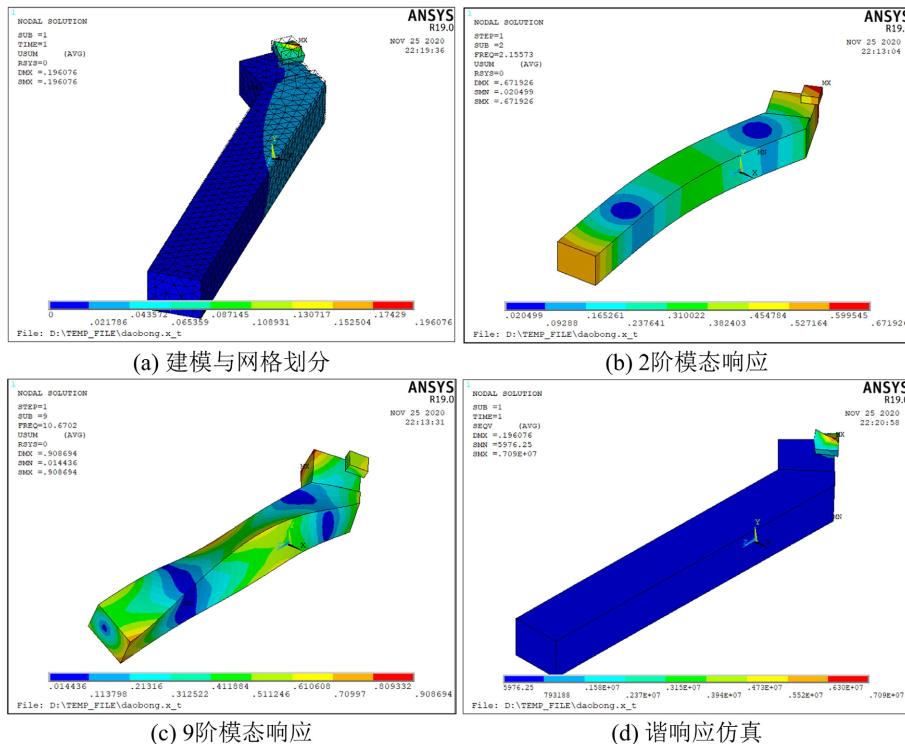 1
NODAL SOLUTION
SUB =1
TIME=1
USUM (AVG)
RSYS=0
DMX =.196076
SMX =.196076
ANSYS
R19.0
NOV 25 2020
22:19:36
MX
Y
0
.021786
.043572
.065359
.087145
.108931
.130717
.152504
.17429
.196076
File: D:\TEMP_FILE\daobong.x_t
(a) 建模与网格划分
1
NODAL SOLUTION
STEP=1
SUB =2
FREQ=2.15573
USUM (AVG)
RSYS=0
DMX =.671926
SMN =.020499
SMX =.671926
ANSYS
R19.0
NOV 25 2020
22:13:04
MX
MN
Y
X
.020499
.09288
.165261
.237641
.310022
.382403
.454784
.527164
.599545
.671926
File: D:\TEMP_FILE\daobong.x_t
(b) 2阶模态响应
1
NODAL SOLUTION
STEP=1
SUB =9
FREQ=10.6702
USUM (AVG)
RSYS=0
DMX =.908694
SMN =.014436
SMX =.908694
ANSYS
R19.0
NOV 25 2020
22:13:31
MX
Y
X
.014436
.113798
.21316
.312522
.411884
.511246
.610608
.70997
.809332
.908694
File: D:\TEMP_FILE\daobong.x_t
(c) 9阶模态响应
1
NODAL SOLUTION
SUB =1
TIME=1
SEQV (AVG)
DMX =.196076
SMN =5976.25
SMX =.709E+07
ANSYS
R19.0
NOV 25 2020
22:20:58
MX
MN
Y
Z
5976.25
793188
.158E+07
.237E+07
.315E+07
.394E+07
.473E+07
.552E+07
.630E+07
.709E+07
File: D:\TEMP_FILE\daobong.x_t
(d) 谐响应仿真